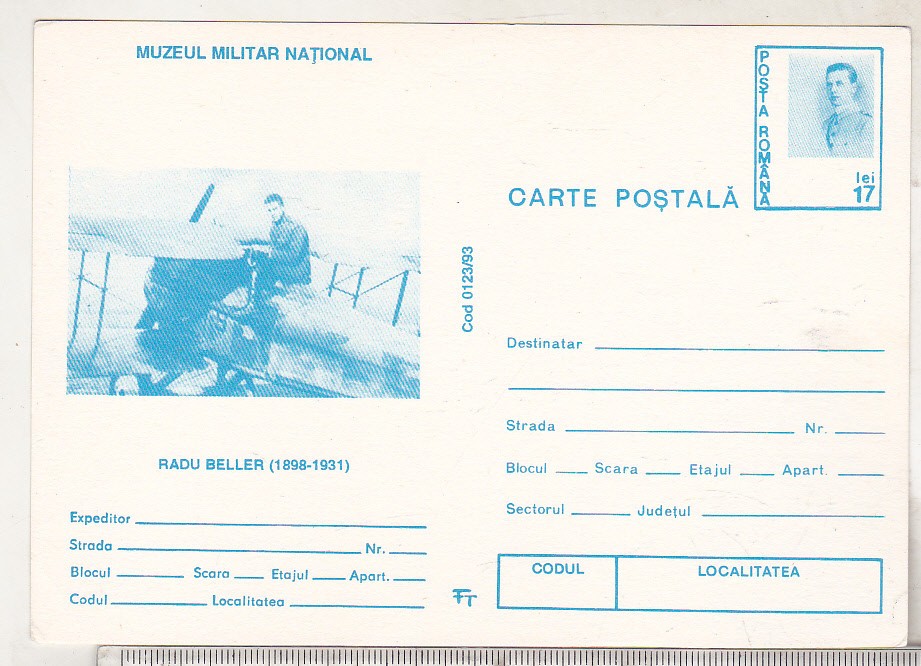 MUZEUL MILITAR NAŢIONAL
POŞTA ROMÂNĂ
lei
17
CARTE POŞTALĂ
Cod 0123/93
Destinatar
Strada Nr.
Blocul Scara Etajul Apart.
Sectorul Judeţul
CODUL LOCALITATEA
RADU BELLER (1898-1931)
Expeditor
Strada Nr.
Blocul Scara Etajul Apart.
Codul Localitatea